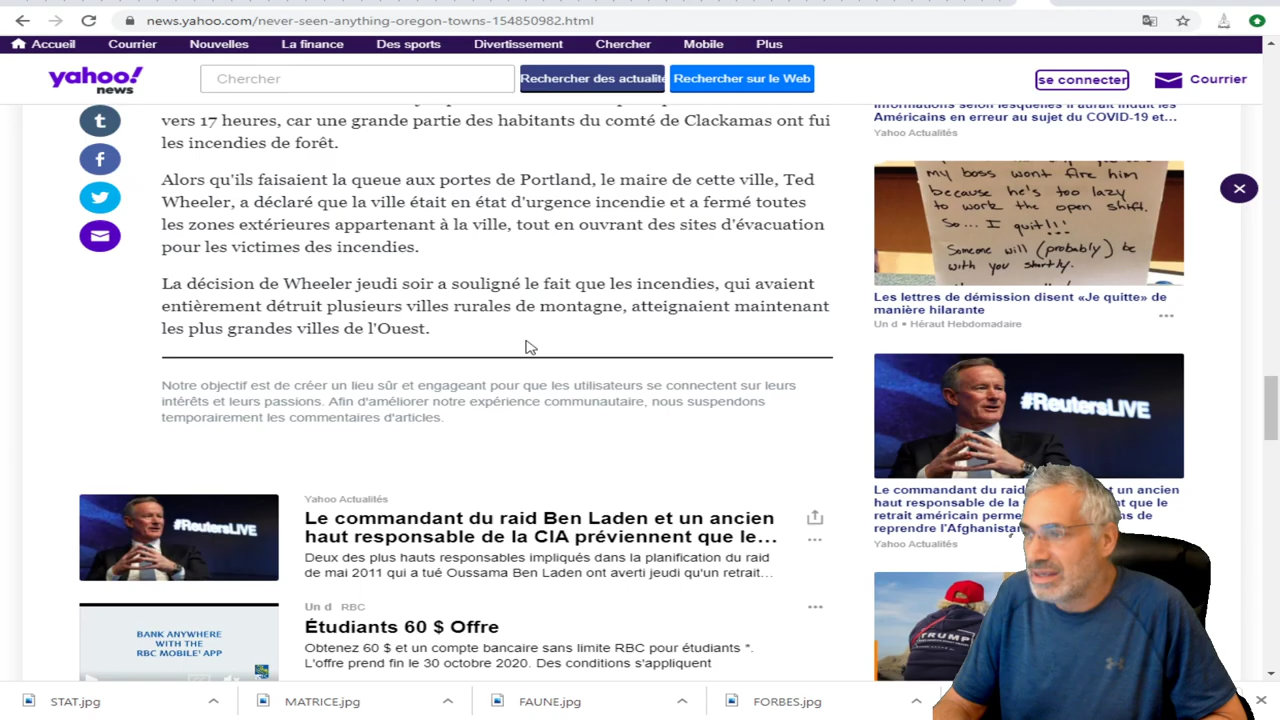 news.yahoo.com/never-seen-anything-oregon-towns-154850982.html
Accueil Courrier Nouvelles La finance Des sports Divertissement Chercher Mobile Plus
yahoo!
news
Chercher
Rechercher des actualité
Rechercher sur le Web
se connecter
Courrier
vers 17 heures, car une grande partie des habitants du comté de Clackamas ont fui
les incendies de forêt.
Alors qu'ils faisaient la queue aux portes de Portland, le maire de cette ville, Ted
Wheeler, a déclaré que la ville était en état d'urgence incendie et a fermé toutes
les zones extérieures appartenant à la ville, tout en ouvrant des sites d'évacuation
pour les victimes des incendies.
La décision de Wheeler jeudi soir a souligné le fait que les incendies, qui avaient
entièrement détruit plusieurs villes rurales de montagne, atteignaient maintenant
les plus grandes villes de l'Ouest.
Notre objectif est de créer un lieu sûr et engageant pour que les utilisateurs se connectent sur leurs
intérêts et leurs passions. Afin d'améliorer notre expérience communautaire, nous suspendons
temporairement les commentaires d'articles.
#ReutersLIVE
Yahoo Actualités
Le commandant du raid Ben Laden et un ancien
haut responsable de la CIA préviennent que le...
Deux des plus hauts responsables impliqués dans la planification du raid
de mai 2011 qui a tué Oussama Ben Laden ont averti jeudi qu'un retrait...
BANK ANYWHERE
WITH THE
RBC MOBILE APP
Un d RBC
Étudiants 60 $ Offre
Obtenez 60 $ et un compte bancaire sans limite RBC pour étudiants *.
L'offre prend fin le 30 octobre 2020. Des conditions s'appliquent
informations selon lesquelles il aurait induit les
Américains en erreur au sujet du COVID-19 et...
Yahoo Actualités
my boss wont fire him
because he's too lazy
to work the open shift.
So... I quit!!!
Someone will (probably) be
with you shortly.
Les lettres de démission disent «Je quitte» de
manière hilarante
Un d • Héraut Hebdomadaire
#ReutersLIVE
Le commandant du raid un ancien
haut responsable de la que le
retrait américain perme ns de
reprendre l'Afghanista
Yahoo Actualités
TRUMP
STAT.jpg
MATRICE.jpg
FAUNE.jpg
FORBES.jpg